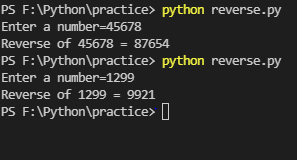 PS F:\Python\practice> python reverse.py
Enter a number=45678
Reverse of 45678 = 87654
PS F:\Python\practice> python reverse.py
Enter a number=1299
Reverse of 1299 = 9921
PS F:\Python\practice>